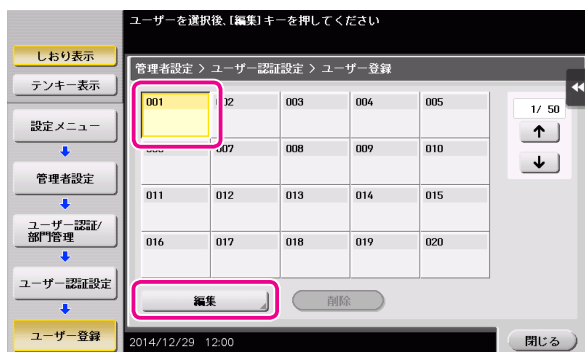 ユーザーを選択後、[編集]キーを押してください
しおり表示
テンキー表示
設定メニュー
管理者設定
ユーザー認証/
部門管理
ユーザー認証設定
ユーザー登録
管理者設定 > ユーザー認証設定 > ユーザー登録
001 003 004 005
007 008 009 010
011 012 013 014 015
016 017 018 019 020
1/ 50
↑
↓
編集 削除
2014/12/29 12:00
閉じる